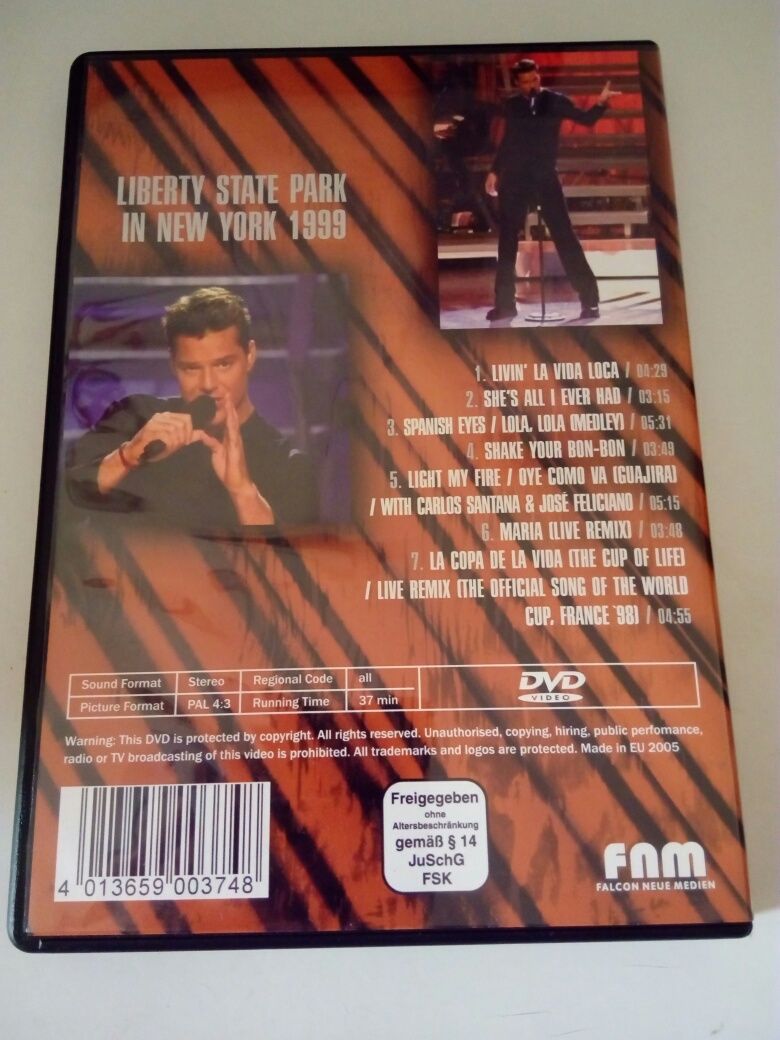 LIBERTY STATE PARK
IN NEW YORK 1999
1. LIVIN' LA VIDA LOCA / 04:29
2. SHE'S ALL I EVER HAD / 03:15
3. SPANISH EYES / LOLA, LOLA (MEDLEY) / 05:31
4. SHAKE YOUR BON-BON / 03:49
5. LIGHT MY FIRE / OYE COMO VA (GUAJIRA)
/ WITH CARLOS SANTANA & JOSÉ FELICIANO / 05:15
6. MARIA (LIVE REMIX) / 03:48
7. LA COPA DE LA VIDA (THE CUP OF LIFE)
/ LIVE REMIX (THE OFFICIAL SONG OF THE WORLD
CUP, FRANCE `98) / 04:55
Sound Format Stereo Regional Code all
Picture Format PAL 4:3 Running Time 37 min
DVD
VIDEO
Warning: This DVD is protected by copyright. All rights reserved. Unauthorised, copying, hiring, public perfomance,
radio or TV broadcasting of this video is prohibited. All trademarks and logos are protected. Made in EU 2005
4 013659 003748
Freigegeben
ohne
Altersbeschränkung
gemäß § 14
JuSchG
FSK
FNM
FALCON NEUE MEDIEN